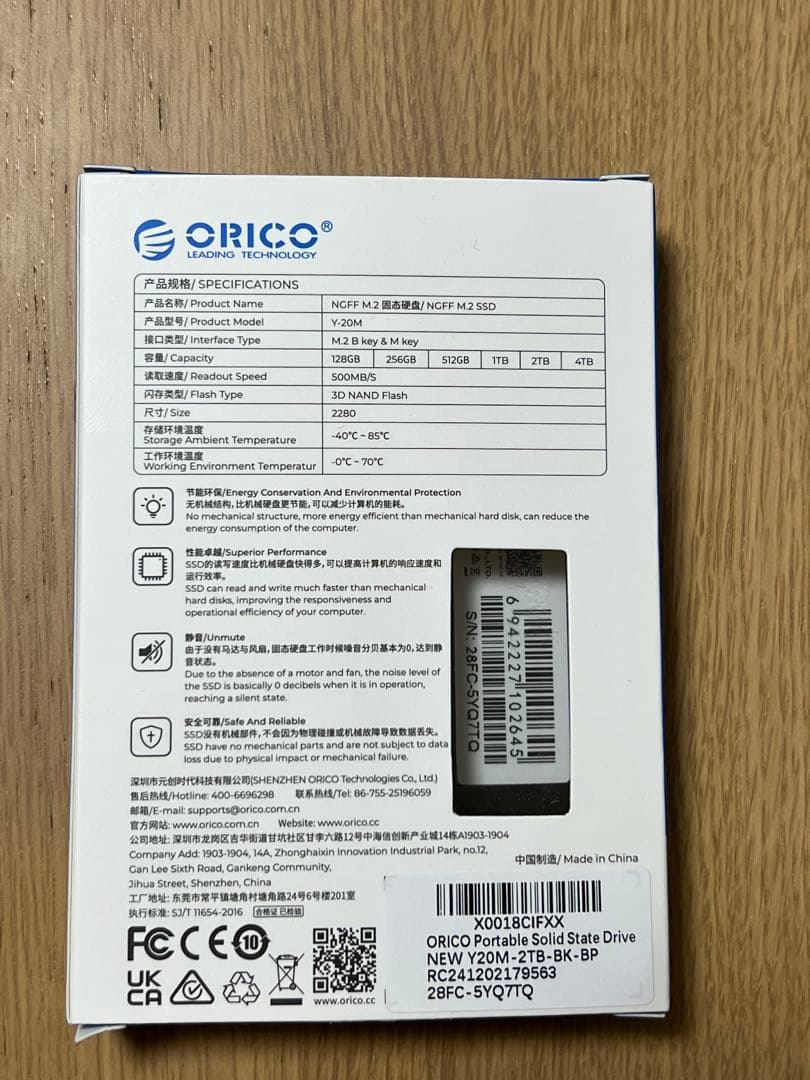 ORICO®
LEADING TECHNOLOGY
产品规格/ SPECIFICATIONS
产品名称/ Product Name NGFF M.2 固态硬盘/ NGFF M.2 SSD
产品型号/ Product Model Y-20M
接口类型/ Interface Type M.2 B key & M key
容量/ Capacity 128GB 256GB 512GB 1TB 2TB 4TB
读取速度/ Readout Speed 500MB/S
闪存类型/ Flash Type 3D NAND Flash
尺寸/ Size 2280
存储环境温度
Storage Ambient Temperature -40℃ ~ 85℃
工作环境温度
Working Environment Temperatur -0℃ ~ 70℃
节能环保/Energy Conservation And Environmental Protection
无机械结构，比机械硬盘更节能，可以减少计算机的能耗。
No mechanical structure, more energy efficient than mechanical hard disk, can reduce the
energy consumption of the computer.
性能卓越/Superior Performance
SSD的读写速度比机械硬盘快得多，可以提高计算机的响应速度和
运行效率。
SSD can read and write much faster than mechanical
hard disks, improving the responsiveness and
operational efficiency of your computer.
静音/Unmute
由于没有马达与风扇，固态硬盘工作时候噪音分贝基本为0，达到静
音状态。
Due to the absence of a motor and fan, the noise level of
the SSD is basically 0 decibels when it is in operation,
reaching a silent state.
安全可靠/Safe And Reliable
SSD没有机械部件，不会因为物理碰撞或机械故障导致数据丢失。
SSD have no mechanical parts and are not subject to data
loss due to physical impact or mechanical failure.
LTD.
6 942227 102645
S/N: 28FC-5YQ7TQ
深圳市元创时代科技有限公司(SHENZHEN ORICO Technologies Co., Ltd.)
售后热线/Hotline: 400-6696298 联系热线/Tel: 86-755-25196059
邮箱/E-mail: supports@orico.com.cn
官方网站: www.orico.com.cn Website: www.orico.cc
公司地址: 深圳市龙岗区吉华街道甘坑社区甘李六路12号中海信创新产业城14栋A1903-1904
Company Add: 1903-1904, 14A, Zhonghaixin Innovation Industrial Park, no.12,
Gan Lee Sixth Road, Gankeng Community,
Jihua Street, Shenzhen, China
中国制造/ Made in China
工厂地址: 东莞市常平镇塘角村塘角路24号6号楼201室
执行标准: SJ/T 11654-2016 合格证 已检验
FC CE 10
UK
CA
www.orico.cc
X0018CIFXX
ORICO Portable Solid State Drive
NEW Y20M-2TB-BK-BP
RC241202179563
28FC-5YQ7TQ